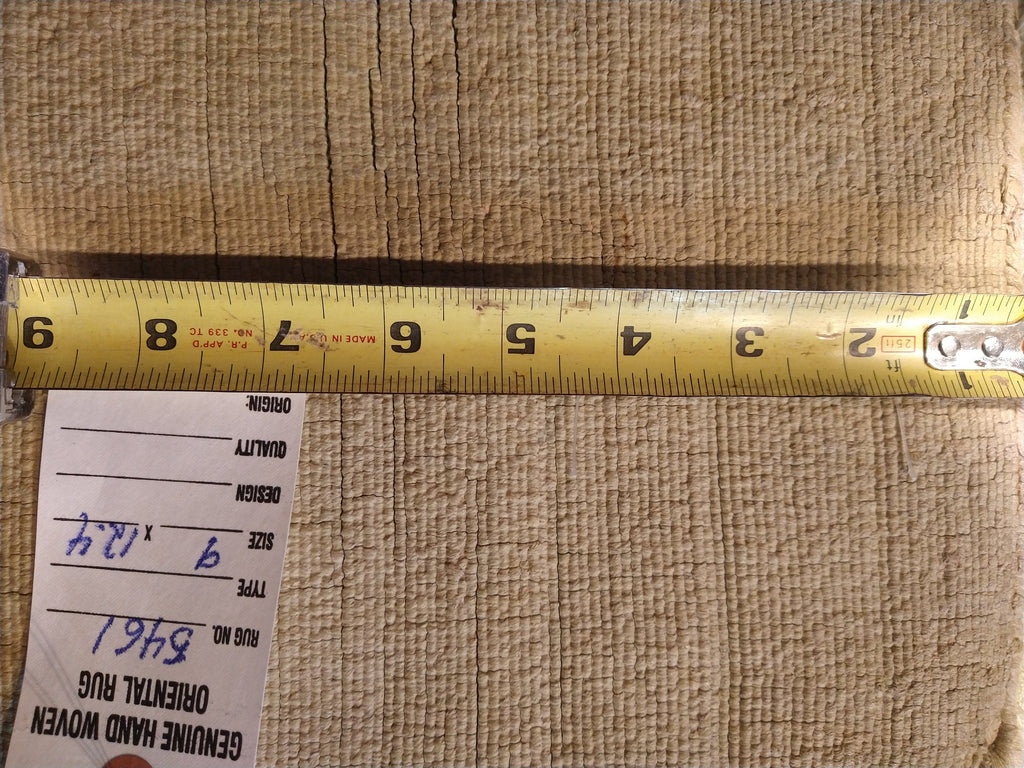 GENUINE HAND WOVEN
ORIENTAL RUG
RUG NO. 5461
TYPE
SIZE 9 x 12.4
DESIGN
QUALITY
ORIGIN:
1 2 3 4 5 6 7 8 9
1
in
ft
25ft
MADE IN U.S.A.
P.R. APP'D
NO. 339 TC